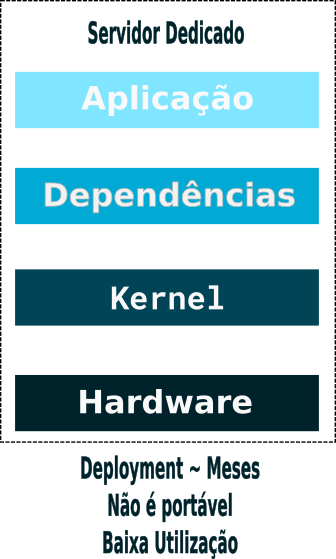 Servidor Dedicado
Aplicação
Dependências
Kernel
Hardware
Deployment ~ Meses
Não é portável
Baixa Utilização